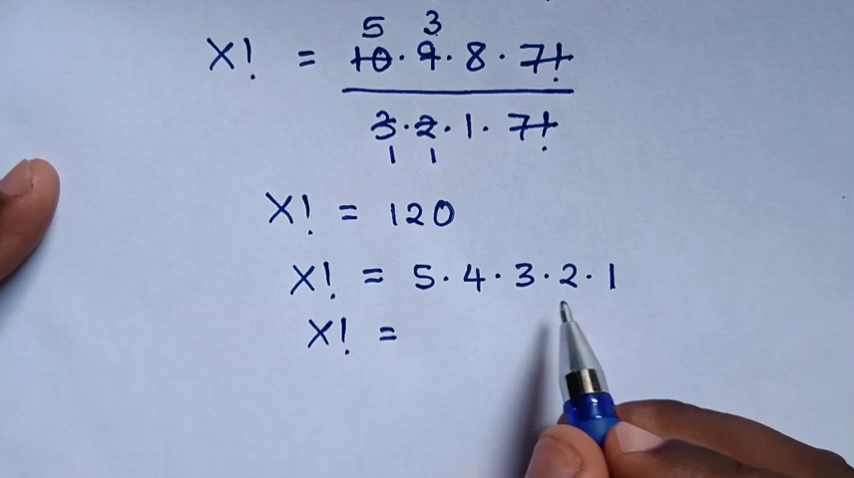 5 3
X! = 10 · 9 · 8 · 7!
3 · 2 · 1 · 7!
1 1
X! = 120
X! = 5 · 4 · 3 · 2 · 1
X! =